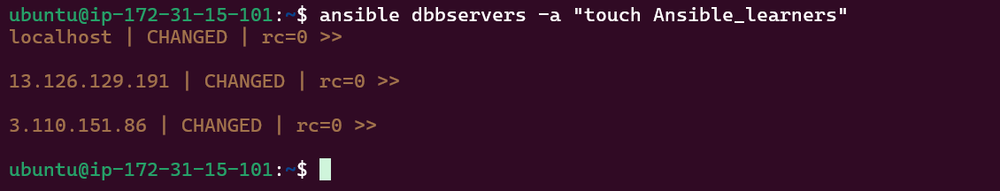 ubuntu@ip-172-31-15-101:~$ ansible dbbservers -a "touch Ansible_learners"
localhost | CHANGED | rc=0 >>
13.126.129.191 | CHANGED | rc=0 >>
3.110.151.86 | CHANGED | rc=0 >>
ubuntu@ip-172-31-15-101:~$